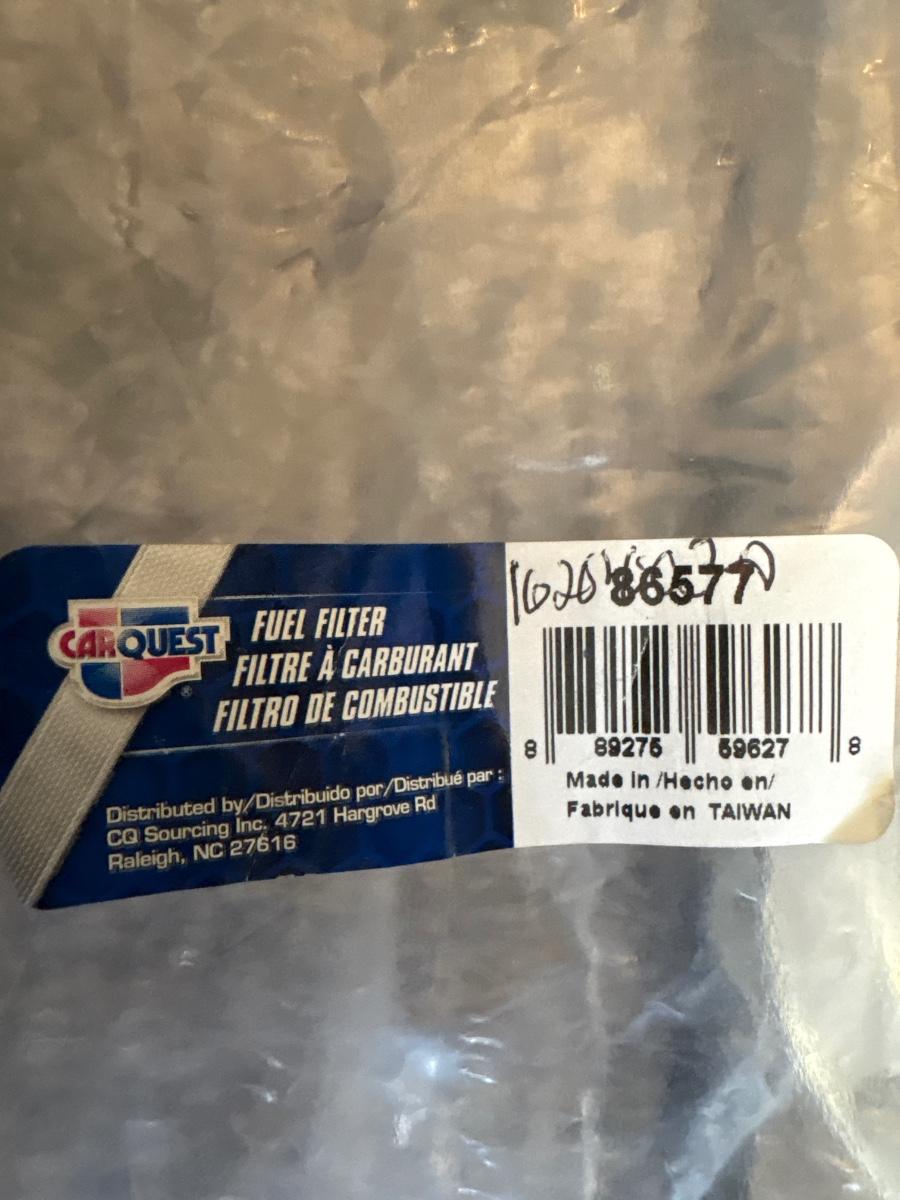 CARQUEST
®
FUEL FILTER
FILTRE À CARBURANT
FILTRO DE COMBUSTIBLE
Distributed by/Distribuido por/Distribué par :
CQ Sourcing Inc. 4721 Hargrove Rd
Raleigh, NC 27616
86577
8 89275 59627 8
Made in /Hecho en/
Fabrique en TAIWAN